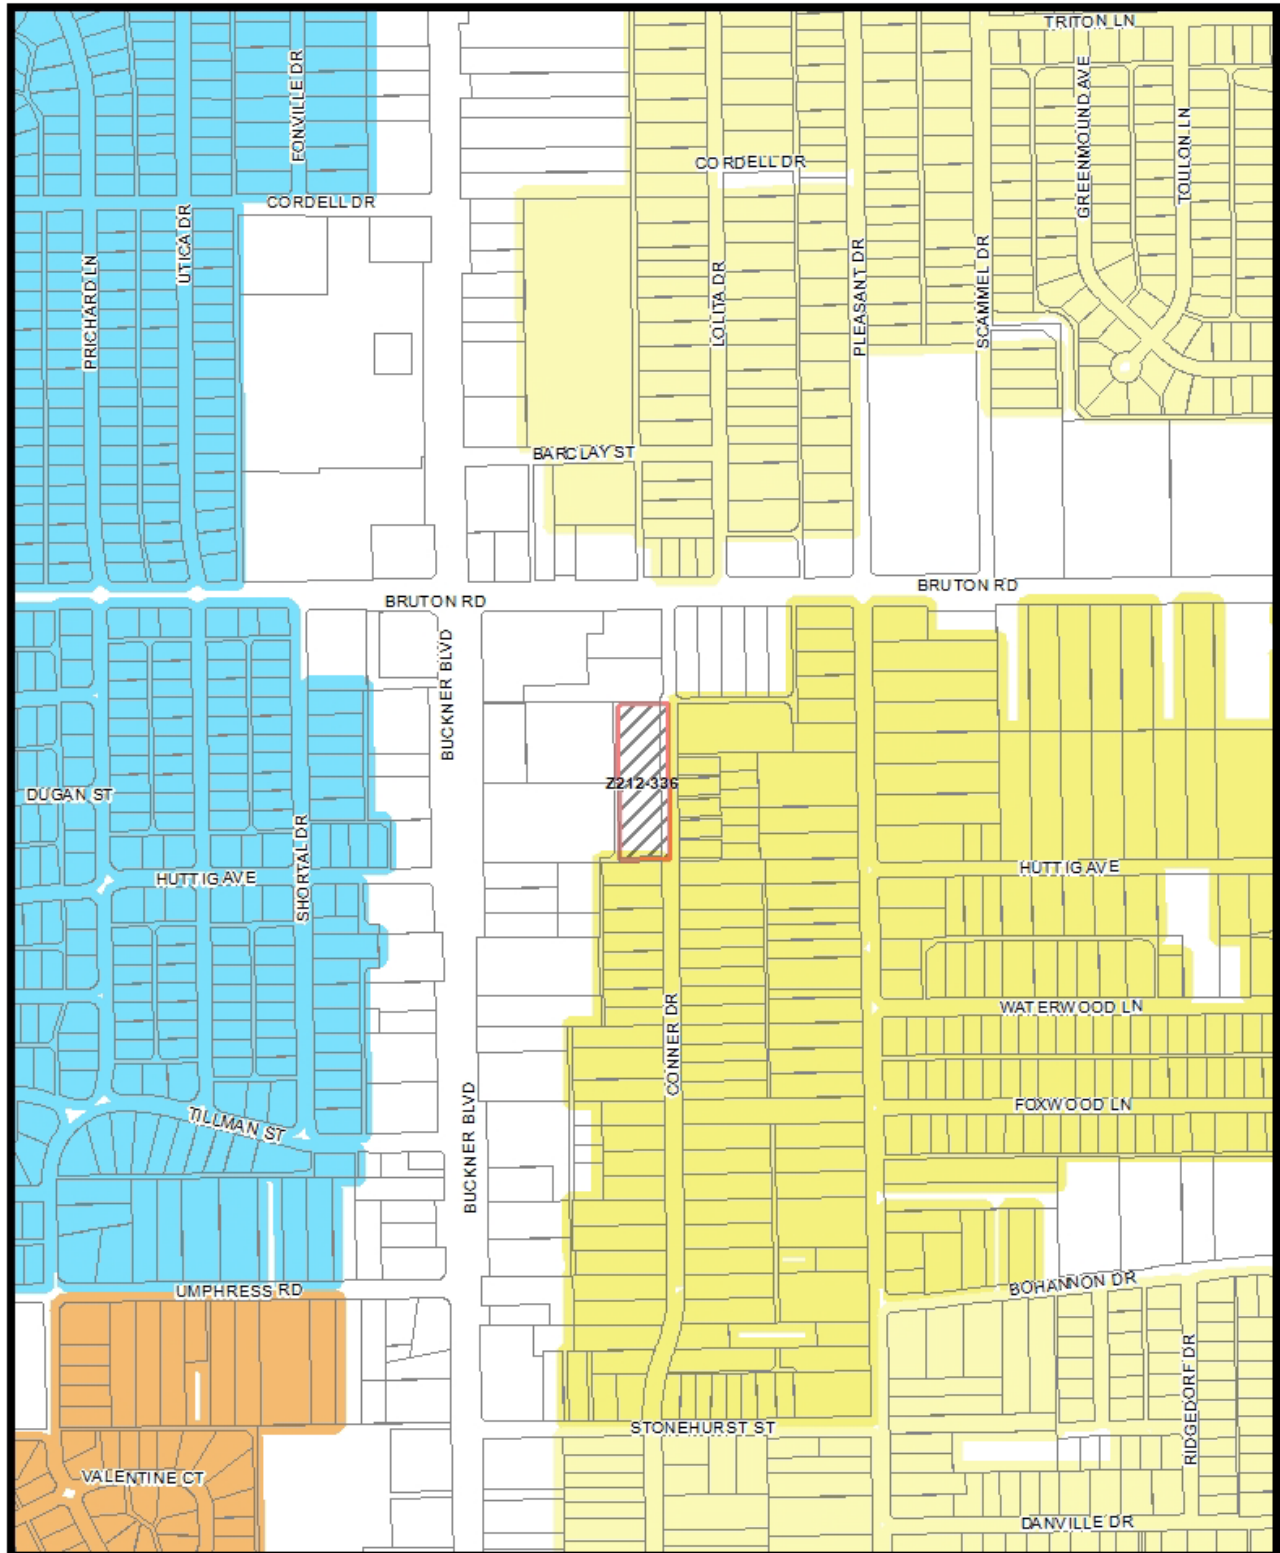 TRITON LN
FONVILLE DR
GREENMOUND AVE
TOULON LN
CORDELL DR
CORDELL DR
UTICA DR
PRICHARD LN
LOLITA DR
PLEASANT DR
SCAMMEL DR
BARCLAY ST
BRUTON RD
BRUTON RD
BUCKNER BLVD
Z212-336
DUGAN ST
SHORTAL DR
HUTTIG AVE
HUTTIG AVE
CONNER DR
WATERWOOD LN
FOXWOOD LN
TILLMAN ST
BUCKNER BLVD
UMPHRESS RD
BOHANNON DR
RIDGEDORF DR
STONEHURST ST
VALENTINE CT
DANVILLE DR